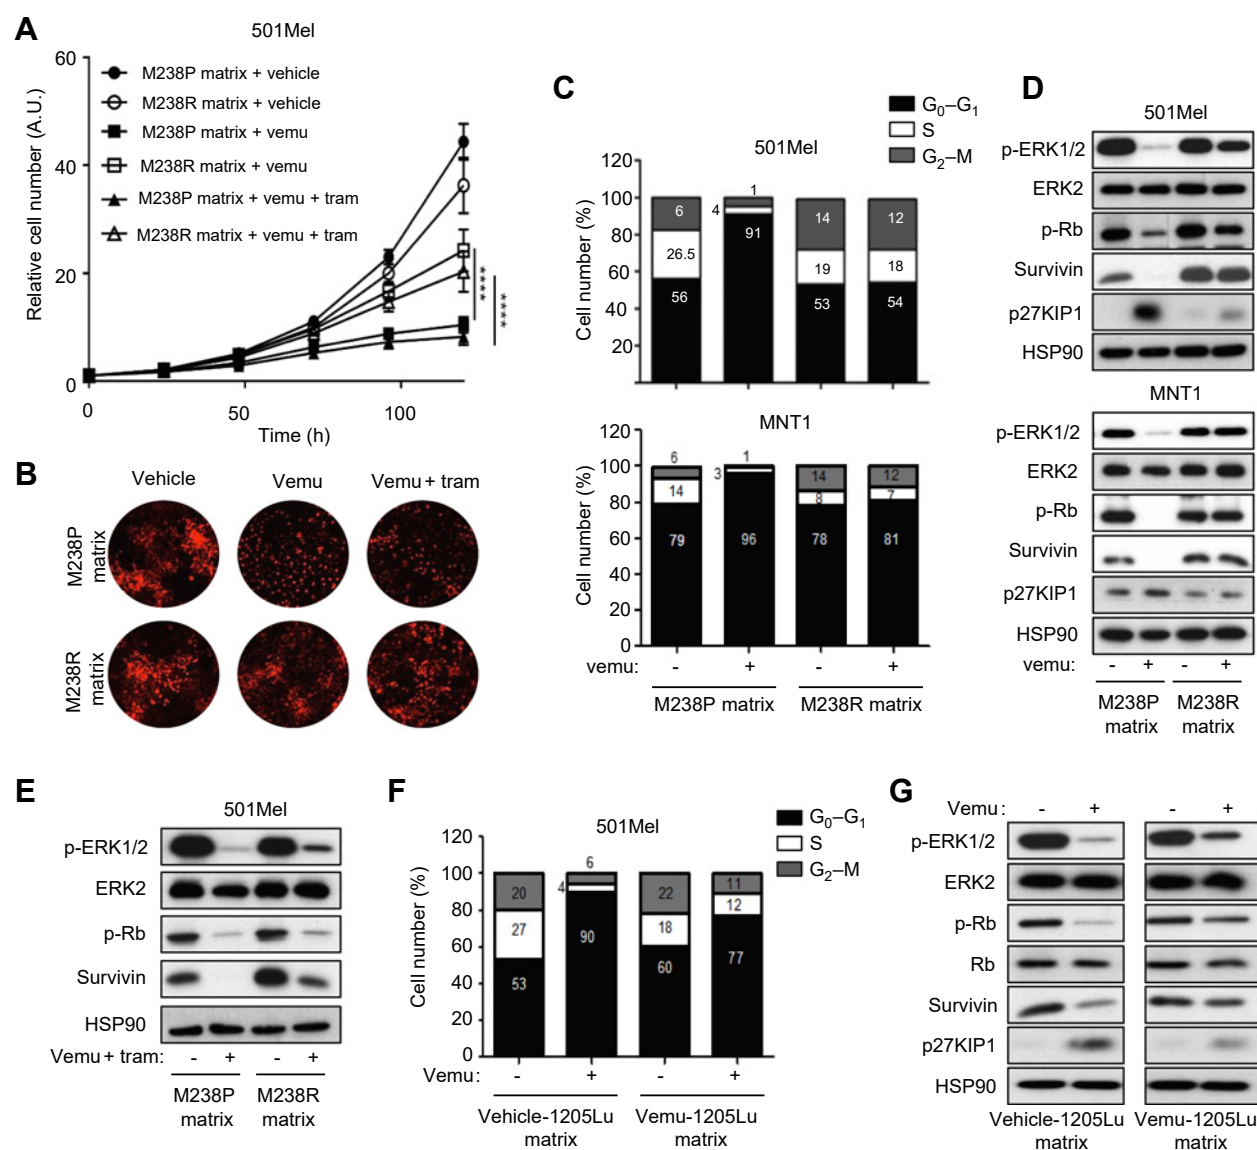 A
501Mel
Relative cell number (A.U.)
60
40
20
0
M238P matrix + vehicle
M238R matrix + vehicle
M238P matrix + vemu
M238R matrix + vemu
M238P matrix + vemu + tram
M238R matrix + vemu + tram
****
****
0 50 100
Time (h)
B
Vehicle Vemu Vemu + tram
M238P matrix
M238R matrix
C
G0–G1
S
G2–M
501Mel
Cell number (%)
120
100
80
60
40
20
6 1 14 12
26.5 4 19 18
56 91 53 54
MNT1
Cell number (%)
120
100
80
60
40
20
0
6 1 14 12
14 3 8 7
79 96 78 81
vemu: - + - +
M238P matrix M238R matrix
D
501Mel
p-ERK1/2
ERK2
p-Rb
Survivin
p27KIP1
HSP90
MNT1
p-ERK1/2
ERK2
p-Rb
Survivin
p27KIP1
HSP90
vemu: - + - +
M238P M238R
matrix matrix
E
501Mel
p-ERK1/2
ERK2
p-Rb
Survivin
HSP90
Vemu + tram: - + - +
M238P M238R
matrix matrix
F
G0–G1
S
G2–M
501Mel
Cell number (%)
120
100
80
60
40
20
0
20 6 22 11
27 4 18 12
53 90 60 77
Vemu: - + - +
Vehicle-1205Lu Vemu-1205Lu
matrix matrix
G
Vemu: - + - +
p-ERK1/2
ERK2
p-Rb
Rb
Survivin
p27KIP1
HSP90
Vehicle-1205Lu Vemu-1205Lu
matrix matrix